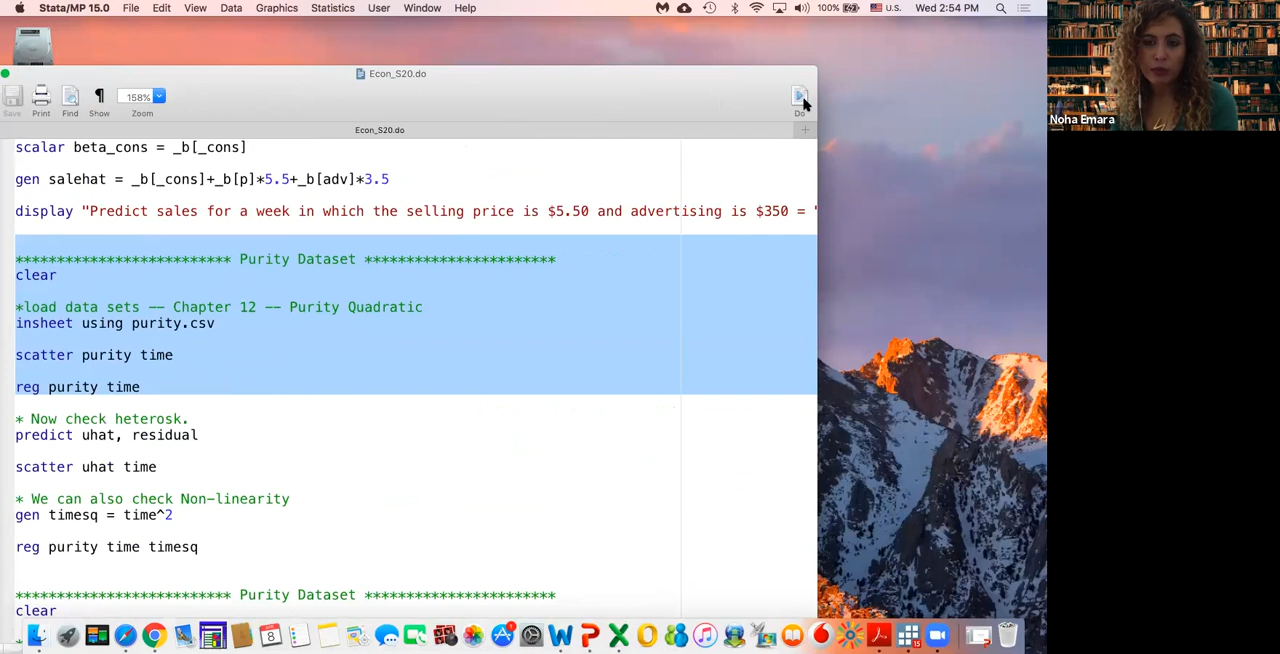 Stata/MP 15.0 File Edit View Data Graphics Statistics User Window Help 100% U.S. Wed 2:54 PM
Noha Emara
Econ_S20.do
158%
Save Print Find Show Zoom Do
Econ_S20.do
scalar beta_cons = _b[_cons]
gen salehat = _b[_cons]+_b[p]*5.5+_b[adv]*3.5
display "Predict sales for a week in which the selling price is $5.50 and advertising is $350 = "
************************** Purity Dataset ***********************
clear
*load data sets -- Chapter 12 -- Purity Quadratic
insheet using purity.csv
scatter purity time
reg purity time
* Now check heterosk.
predict uhat, residual
scatter uhat time
* We can also check Non-linearity
gen timesq = time^2
reg purity time timesq
************************** Purity Dataset ***********************
clear